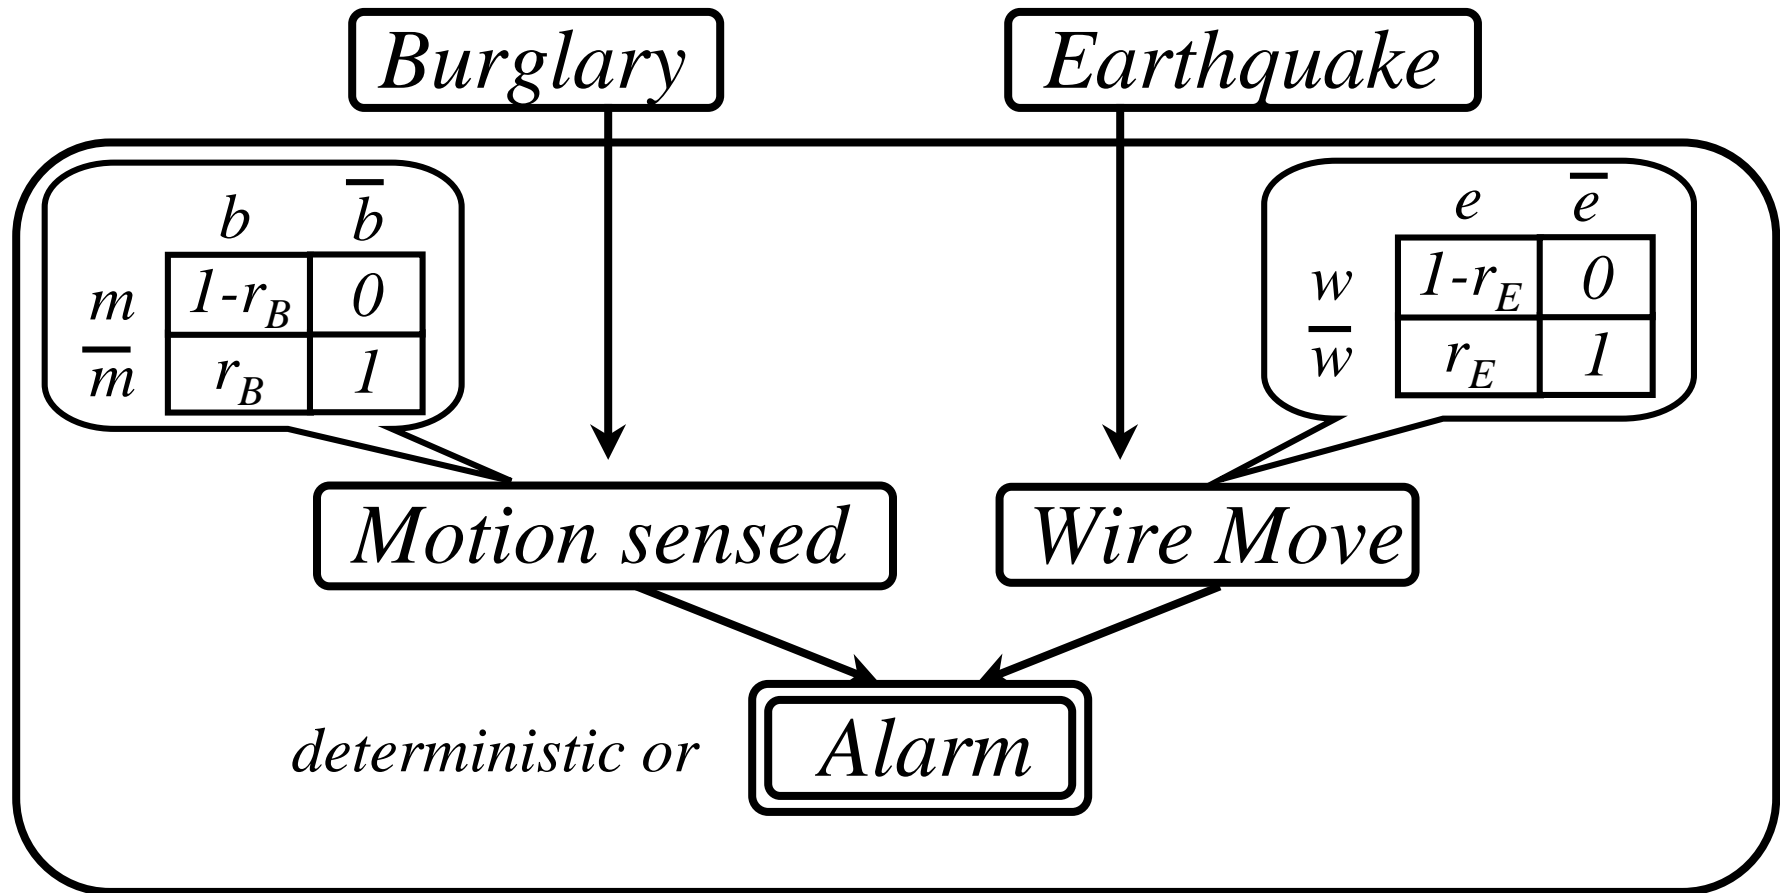 Burglary Earthquake
b b̅ e e̅
m 1-r_B 0 w 1-r_E 0
m̅ r_B 1 w̅ r_E 1
Motion sensed Wire Move
deterministic or Alarm